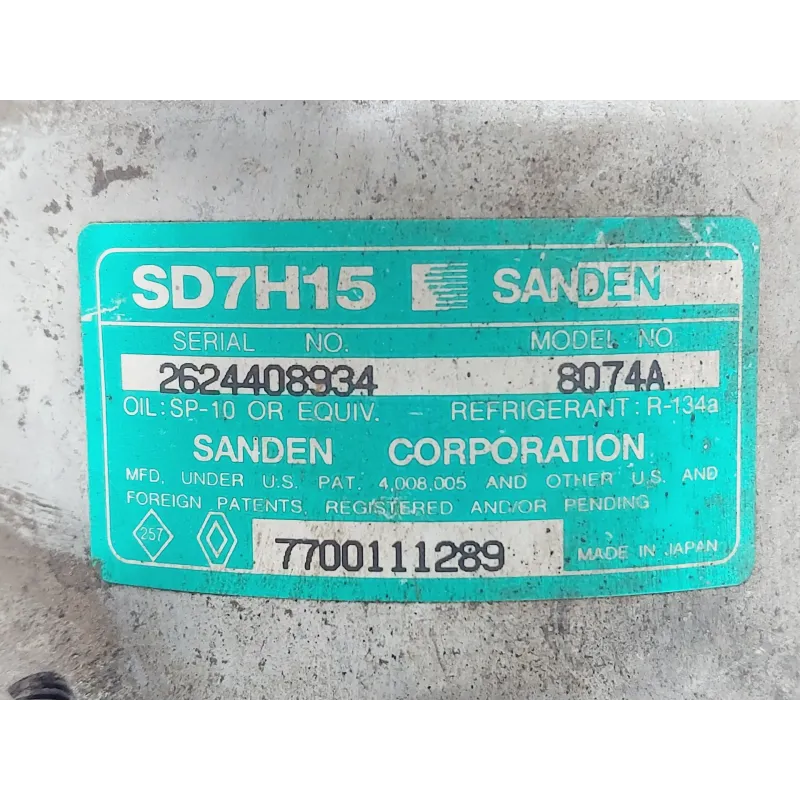 SD7H15 SANDEN
SERIAL NO. MODEL NO.
2624408934 8074A
OIL: SP-10 OR EQUIV. - REFRIGERANT: R-134a
SANDEN CORPORATION
MFD. UNDER U.S. PAT. 4,008,005 AND OTHER U.S. AND
FOREIGN PATENTS, REGISTERED AND/OR PENDING
257 7700111289 MADE IN JAPAN